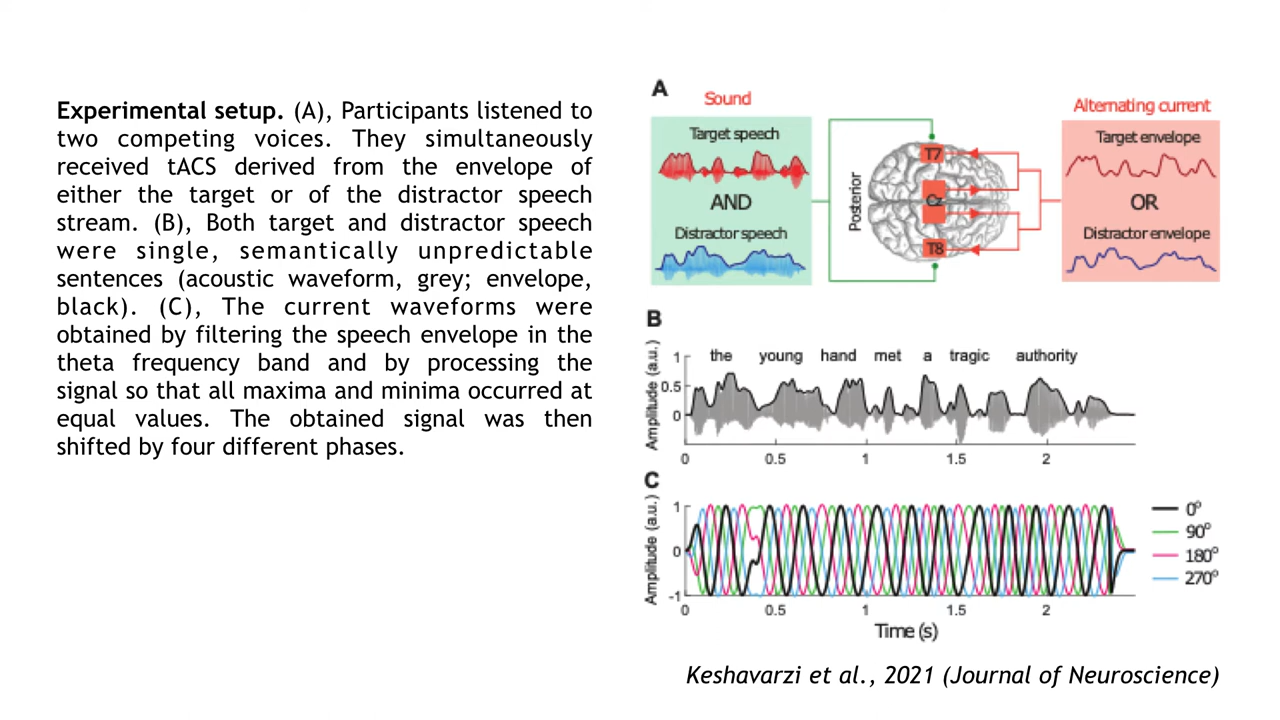 Experimental setup. (A), Participants listened to
two competing voices. They simultaneously
received tACS derived from the envelope of
either the target or of the distractor speech
stream. (B), Both target and distractor speech
were single, semantically unpredictable
sentences (acoustic waveform, grey; envelope,
black). (C), The current waveforms were
obtained by filtering the speech envelope in the
theta frequency band and by processing the
signal so that all maxima and minima occurred at
equal values. The obtained signal was then
shifted by four different phases.
A
Sound
Target speech
AND
Distractor speech
Posterior
T7
Cz
T8
Alternating current
Target envelope
OR
Distractor envelope
B
the young hand met a tragic authority
Amplitude (a.u.)
1
0.5
0
0 0.5 1 1.5 2
C
Amplitude (a.u.)
1
0
-1
0 0.5 1 1.5 2
Time (s)
0º
90º
180º
270º
Keshavarzi et al., 2021 (Journal of Neuroscience)